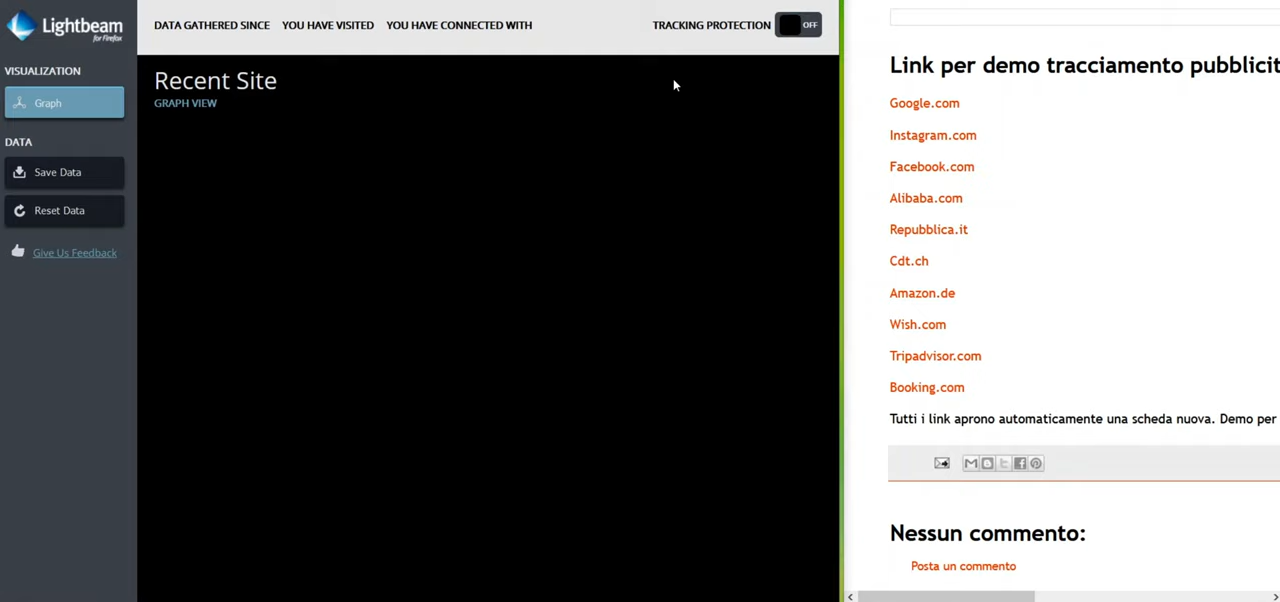 Lightbeam
for Firefox
DATA GATHERED SINCE YOU HAVE VISITED YOU HAVE CONNECTED WITH TRACKING PROTECTION OFF
VISUALIZATION
Graph
DATA
Save Data
Reset Data
Give Us Feedback
Recent Site
GRAPH VIEW
Link per demo tracciamento pubblicit
Google.com
Instagram.com
Facebook.com
Alibaba.com
Repubblica.it
Cdt.ch
Amazon.de
Wish.com
Tripadvisor.com
Booking.com
Tutti i link aprono automaticamente una scheda nuova. Demo per
Nessun commento:
Posta un commento